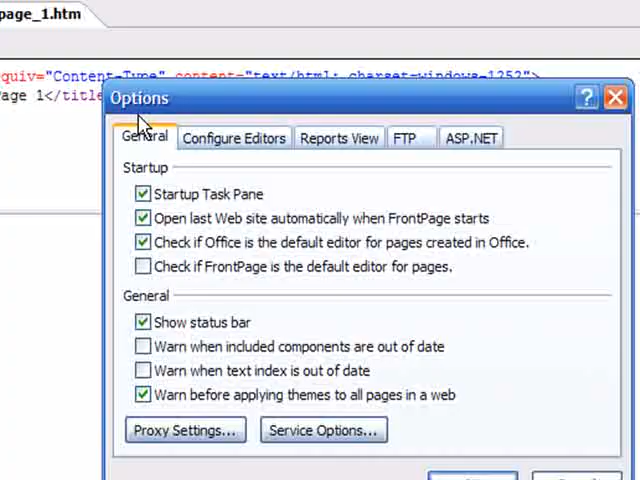 page_1.htm
quiv="Content-Type" content="text/html; charset=windows-1252">
age 1</title
Options
General Configure Editors Reports View FTP ASP.NET
Startup
Startup Task Pane
Open last Web site automatically when FrontPage starts
Check if Office is the default editor for pages created in Office.
Check if FrontPage is the default editor for pages.
General
Show status bar
Warn when included components are out of date
Warn when text index is out of date
Warn before applying themes to all pages in a web
Proxy Settings... Service Options...